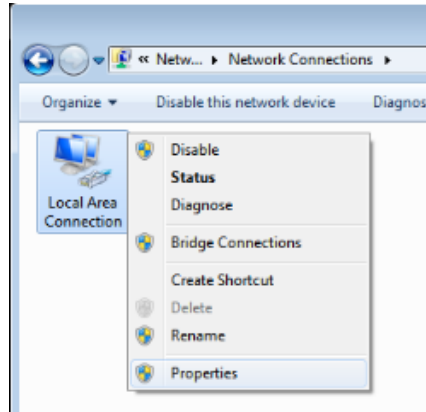 « Netw... ▸ Network Connections ▸
Organize ▾ Disable this network device Diagnos
Local Area
Connection
Disable
Status
Diagnose
Bridge Connections
Create Shortcut
Delete
Rename
Properties